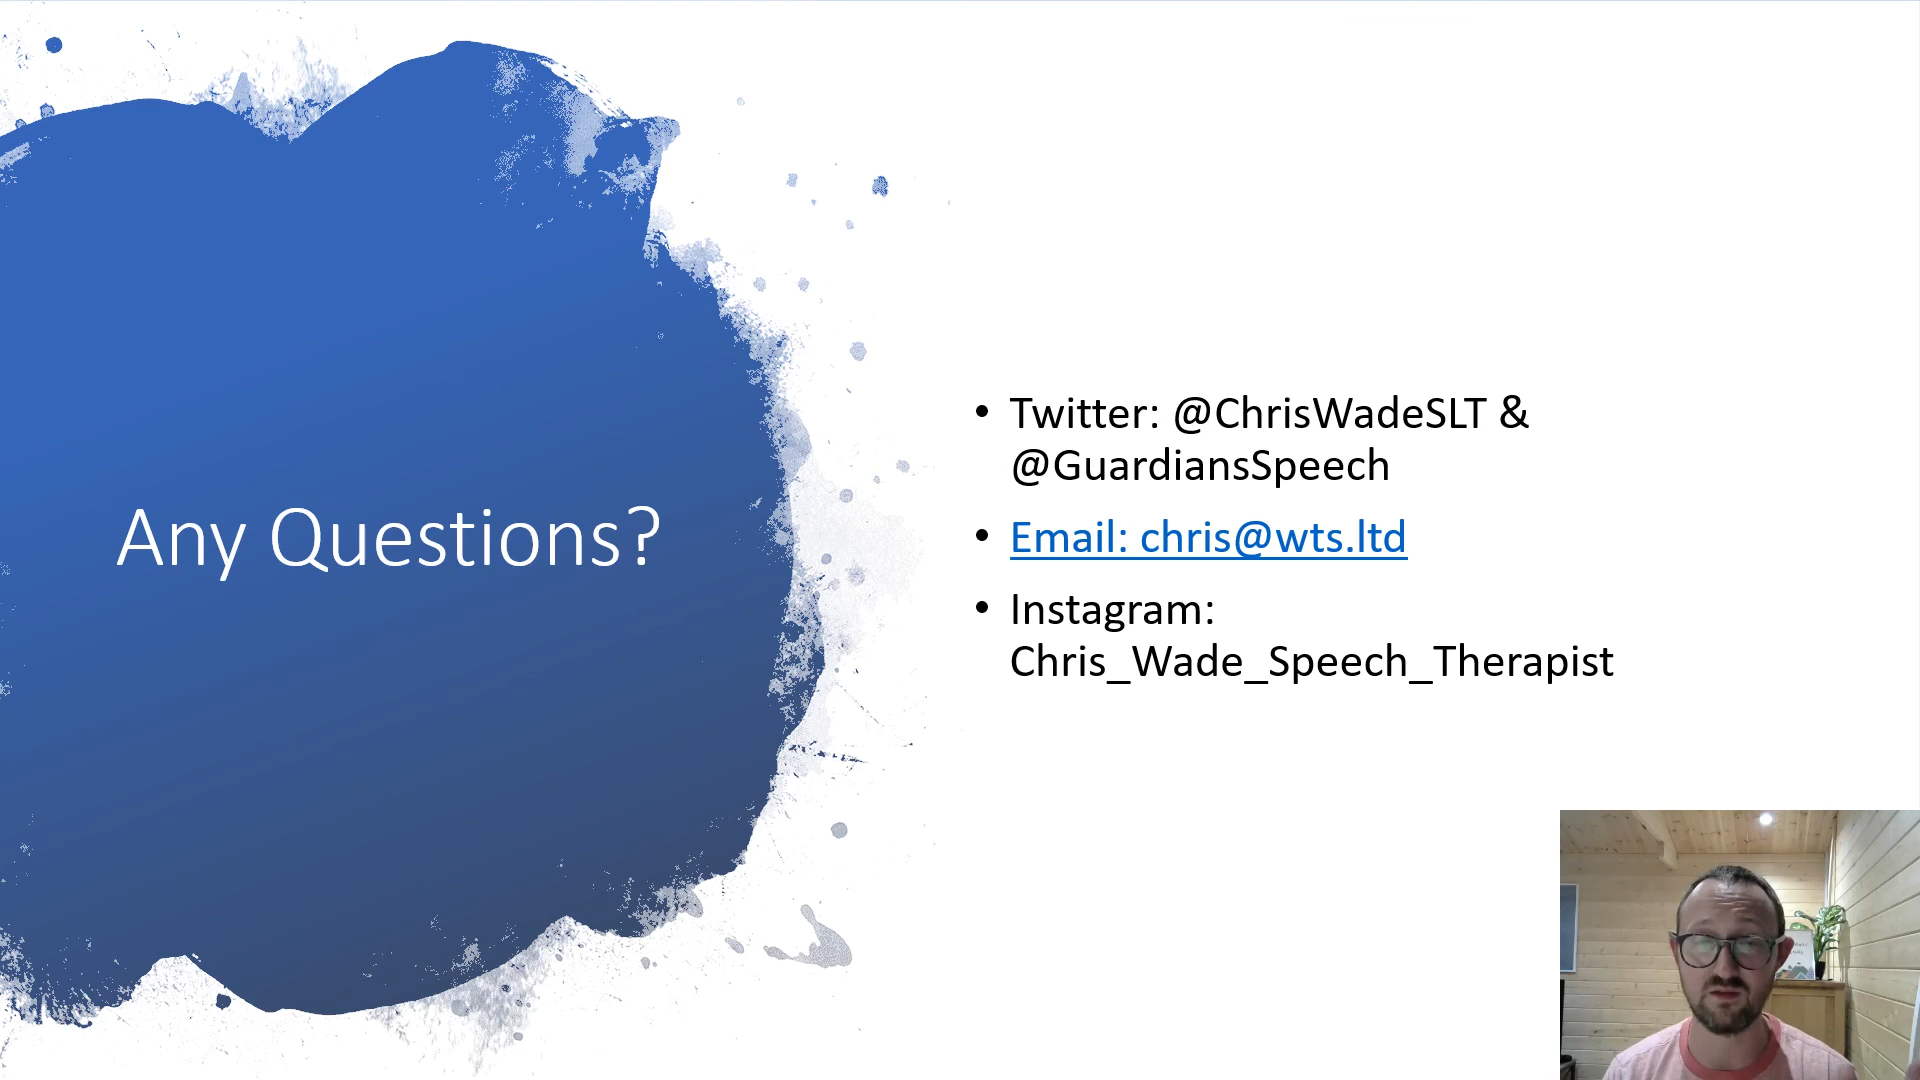 Any Questions?
• Twitter: @ChrisWadeSLT &
@GuardiansSpeech
• Email: chris@wts.ltd
• Instagram:
Chris_Wade_Speech_Therapist